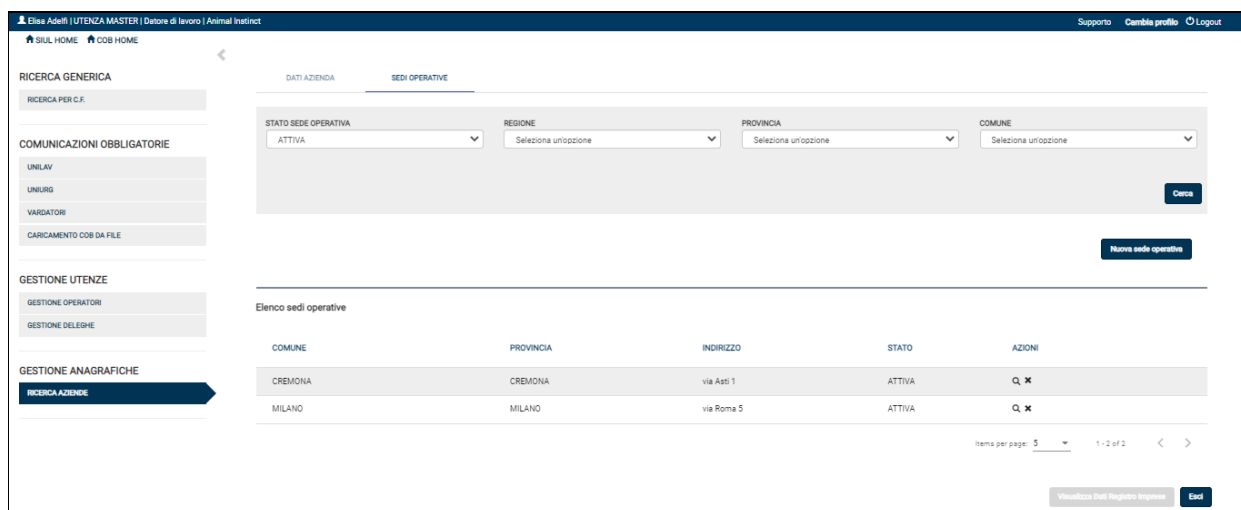 Elisa Adelfi | UTENZA MASTER | Datore di lavoro | Animal Instinct
Supporto Cambia profilo Logout
SIUL HOME COB HOME
RICERCA GENERICA
RICERCA PER C.F.
COMUNICAZIONI OBBLIGATORIE
UNILAV
UNIURG
VARDATORI
CARICAMENTO COB DA FILE
GESTIONE UTENZE
GESTIONE OPERATORI
GESTIONE DELEGHE
GESTIONE ANAGRAFICHE
RICERCA AZIENDE
DATI AZIENDA SEDI OPERATIVE
STATO SEDE OPERATIVA REGIONE PROVINCIA COMUNE
ATTIVA Seleziona un'opzione Seleziona un'opzione Seleziona un'opzione
Cerca
Nuova sede operativa
Elenco sedi operative
COMUNE PROVINCIA INDIRIZZO STATO AZIONI
CREMONA CREMONA via Asti 1 ATTIVA
MILANO MILANO via Roma 5 ATTIVA
Items per page: 5 1 - 2 of 2
Visualizza Dati Registro Imprese Esci